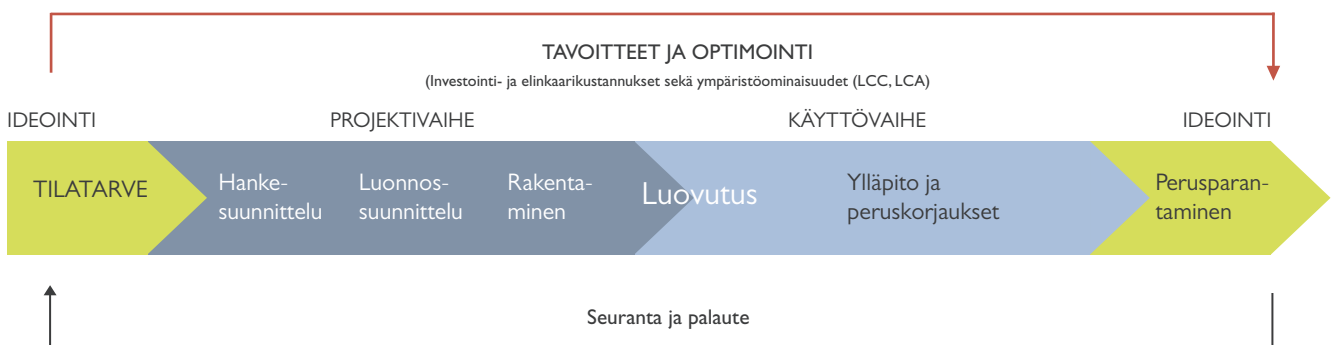 TAVOITTEET JA OPTIMOINTI
(Investointi- ja elinkaarikustannukset sekä ympäristöominaisuudet (LCC, LCA)
IDEOINTI
PROJEKTIVAIHE
KÄYTTÖVAIHE
IDEOINTI
TILATARVE
Hanke-
suunnittelu
Luonnos-
suunnittelu
Rakenta-
minen
Luovutus
Ylläpito ja
peruskorjaukset
Perusparan-
taminen
Seuranta ja palaute